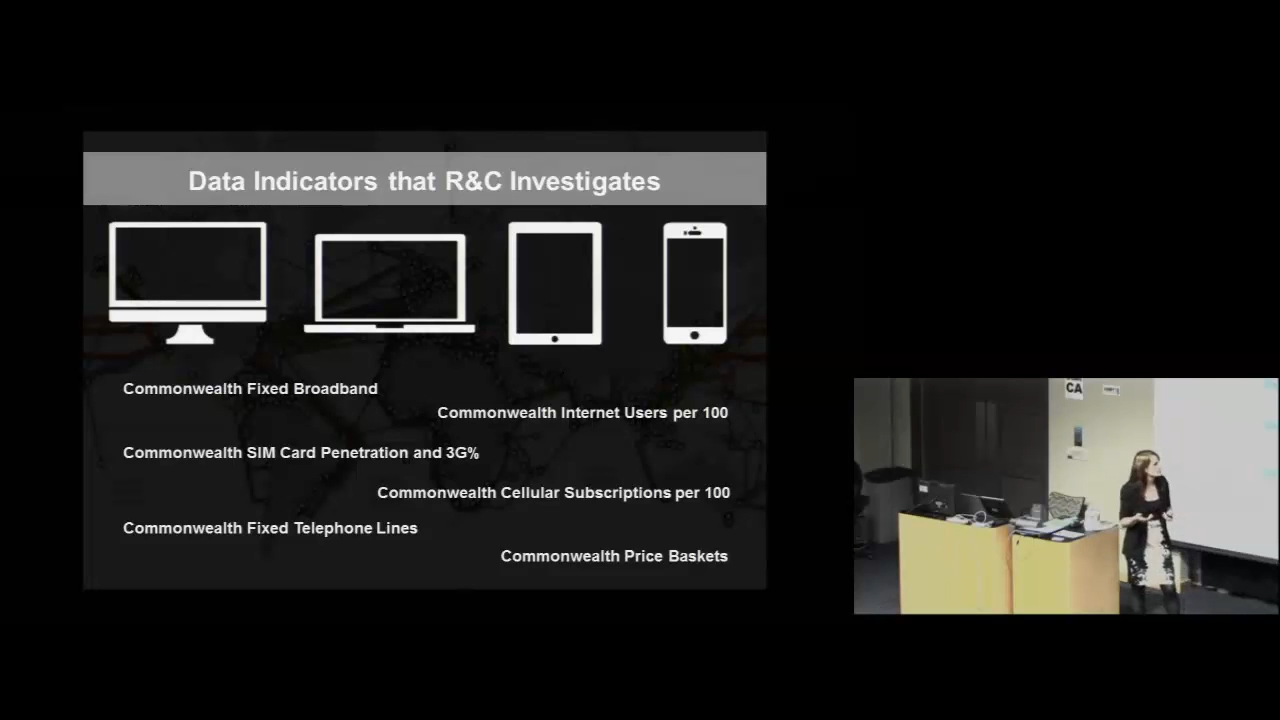 Data Indicators that R&C Investigates
Commonwealth Fixed Broadband
Commonwealth Internet Users per 100
Commonwealth SIM Card Penetration and 3G%
Commonwealth Cellular Subscriptions per 100
Commonwealth Fixed Telephone Lines
Commonwealth Price Baskets
CA